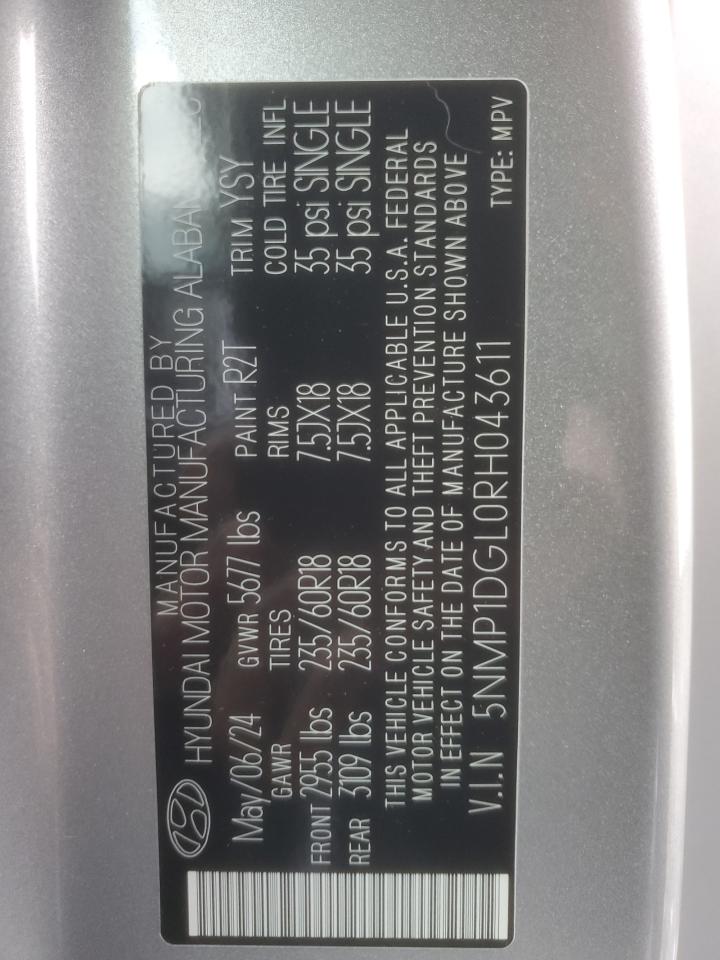 MANUFACTURED BY
HYUNDAI MOTOR MANUFACTURING ALABAMA LLC
May/06/24 GVWR 5677 lbs PAINT R2T TRIM YSY
GAWR TIRES RIMS COLD TIRE INFL
FRONT 2955 lbs 235/60R18 7.5JX18 35 psi SINGLE
REAR 3109 lbs 235/60R18 7.5JX18 35 psi SINGLE
THIS VEHICLE CONFORMS TO ALL APPLICABLE U.S.A. FEDERAL
MOTOR VEHICLE SAFETY AND THEFT PREVENTION STANDARDS
IN EFFECT ON THE DATE OF MANUFACTURE SHOWN ABOVE
V.I.N 5NMP1DGL0RH043611 TYPE: MPV